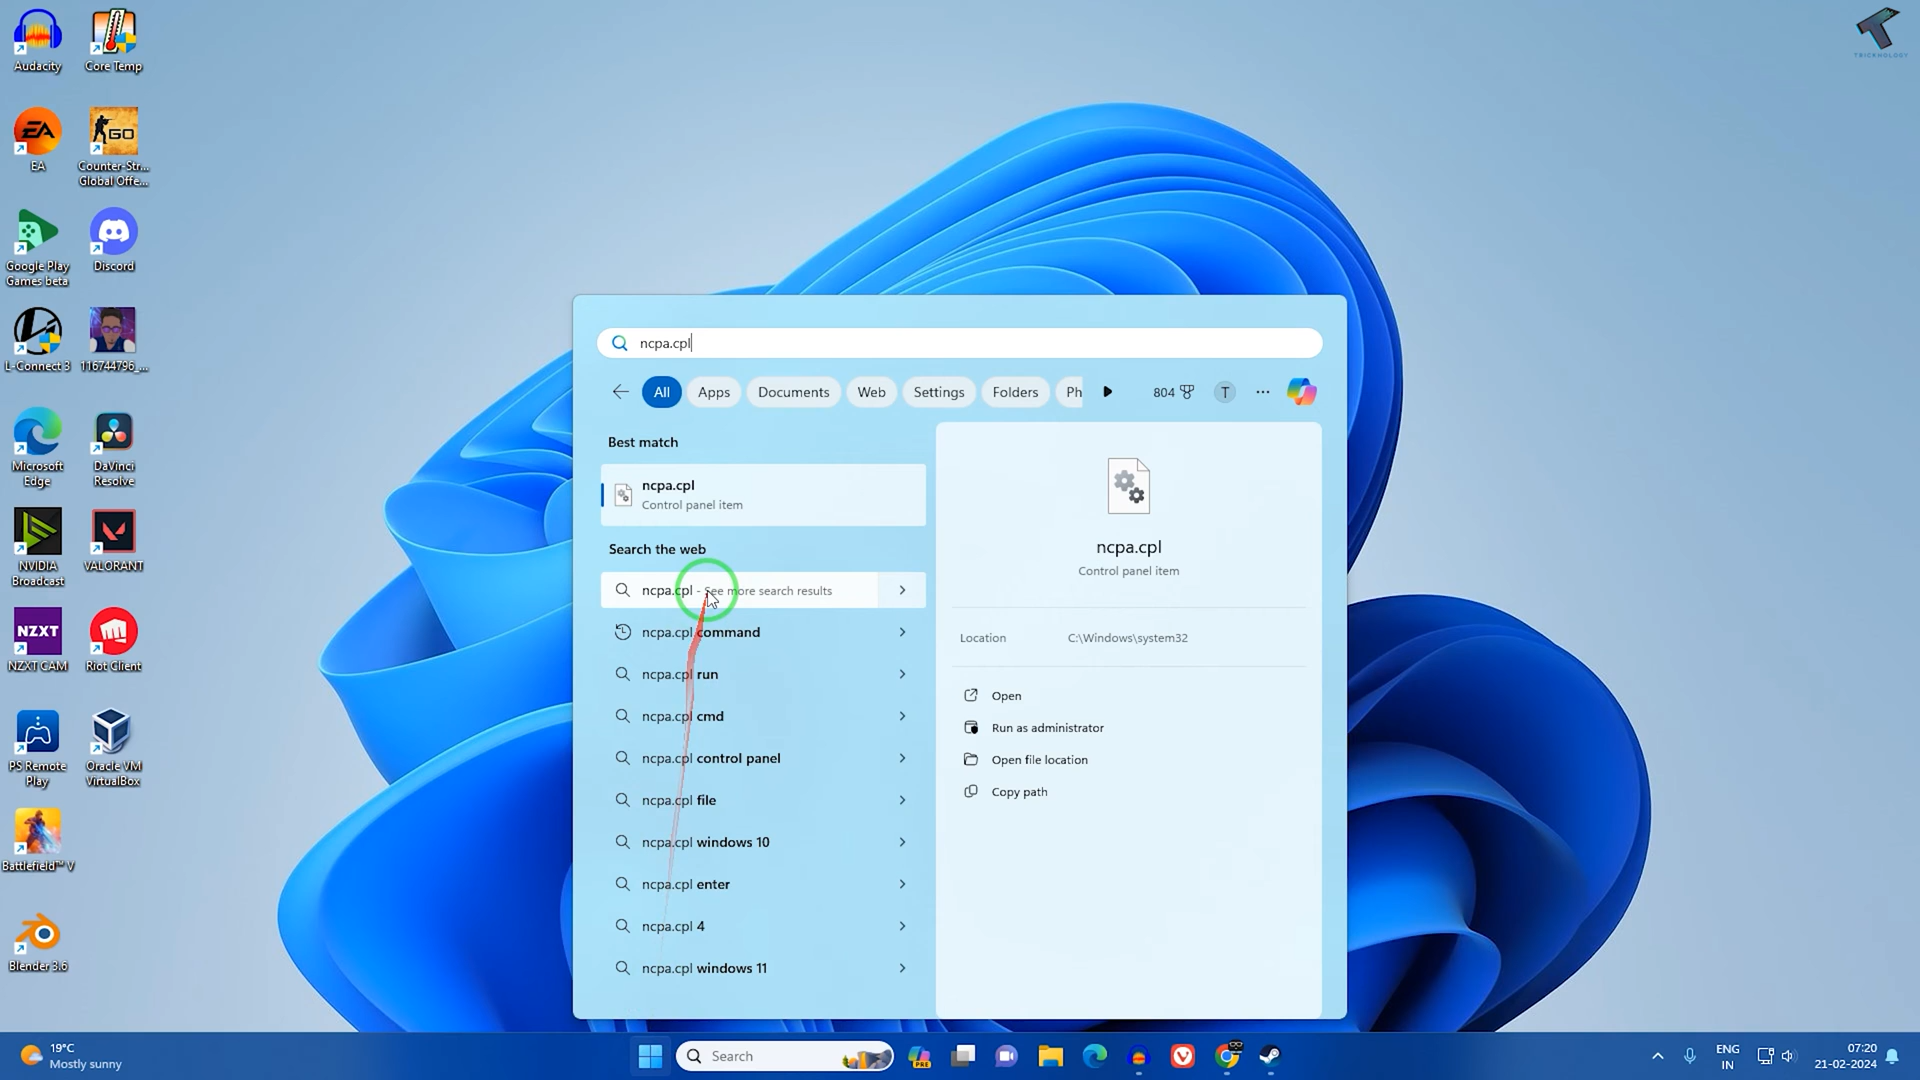 Audacity
Core Temp
EA
Counter-Str...
Global Offe...
Google Play
Games beta
Discord
L-Connect 3
116744796_...
Microsoft
Edge
DaVinci
Resolve
NVIDIA
Broadcast
VALORANT
NZXT
NZXT CAM
Riot Client
PS Remote
Play
Oracle VM
VirtualBox
Battlefield™ V
Blender 3.6
TRICKNOLOGY
ncpa.cpl
All
Apps
Documents
Web
Settings
Folders
Ph
804
T
Best match
ncpa.cpl
Control panel item
Search the web
ncpa.cpl - See more search results
ncpa.cpl command
ncpa.cpl run
ncpa.cpl cmd
ncpa.cpl control panel
ncpa.cpl file
ncpa.cpl windows 10
ncpa.cpl enter
ncpa.cpl 4
ncpa.cpl windows 11
ncpa.cpl
Control panel item
Location C:\Windows\system32
Open
Run as administrator
Open file location
Copy path
19°C
Mostly sunny
Search
PRE
ENG
IN
07:20
21-02-2024